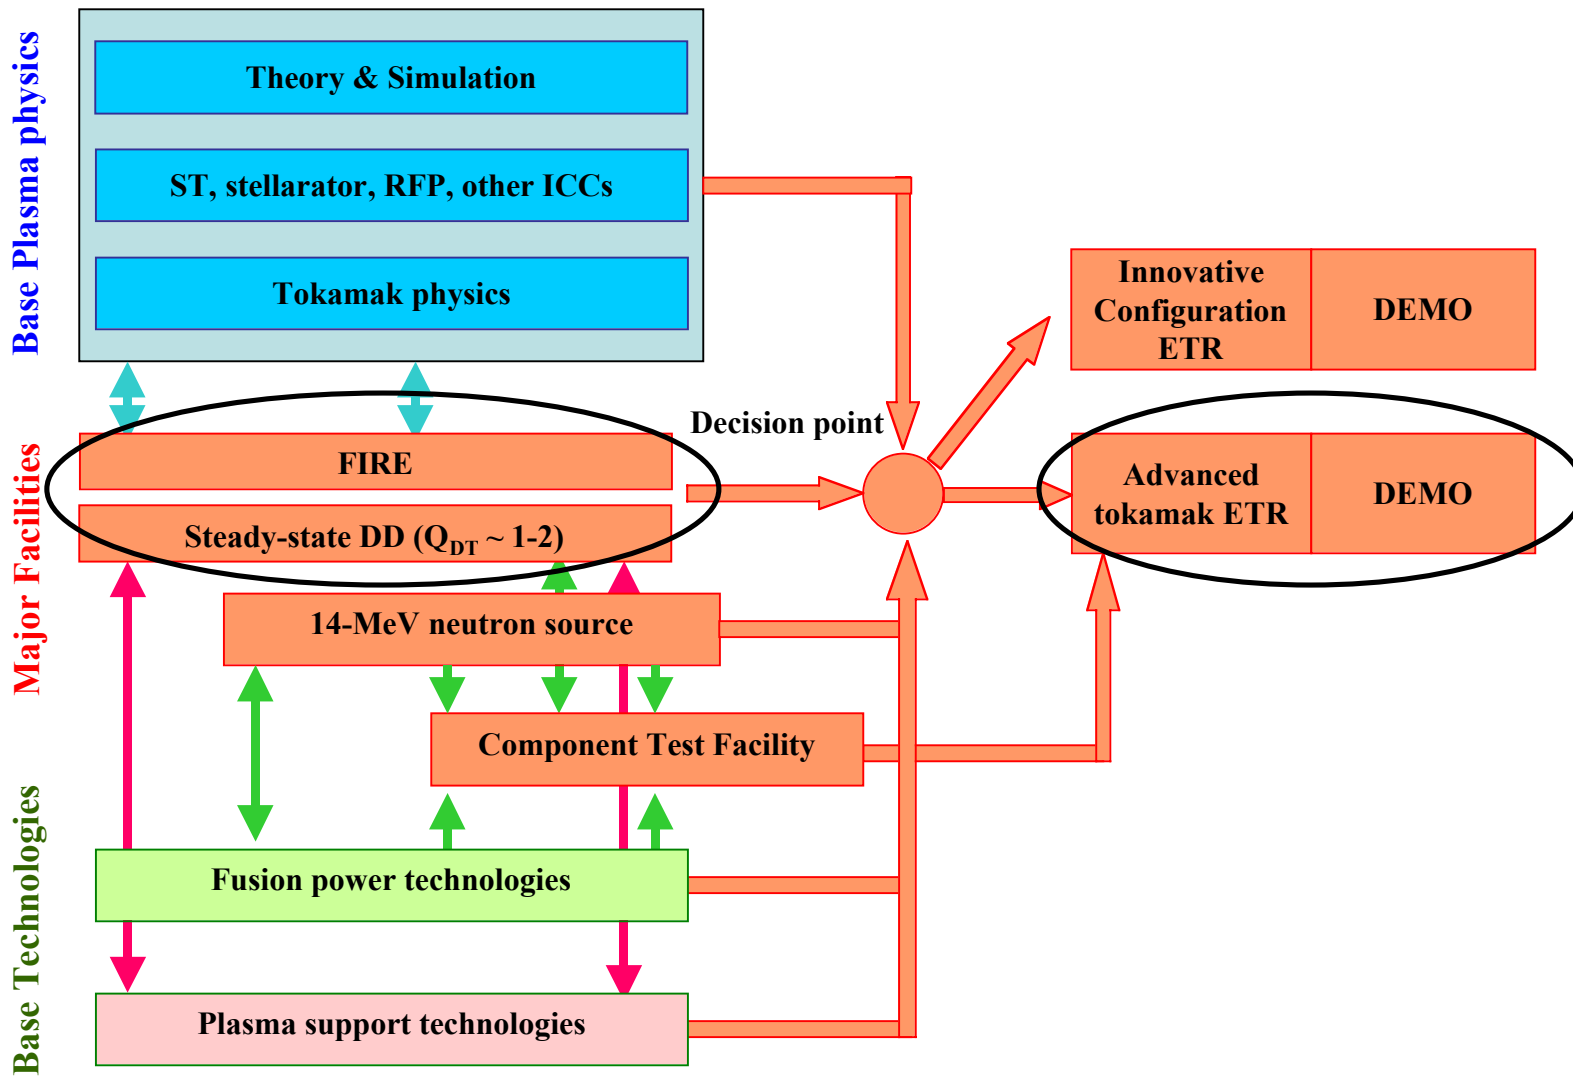 Base Plasma physics
Theory & Simulation
ST, stellarator, RFP, other ICCs
Tokamak physics
Innovative
Configuration
ETR
DEMO
Decision point
Major Facilities
FIRE
Steady-state DD (Q_DT ~ 1-2)
Advanced
tokamak ETR
DEMO
14-MeV neutron source
Component Test Facility
Base Technologies
Fusion power technologies
Plasma support technologies